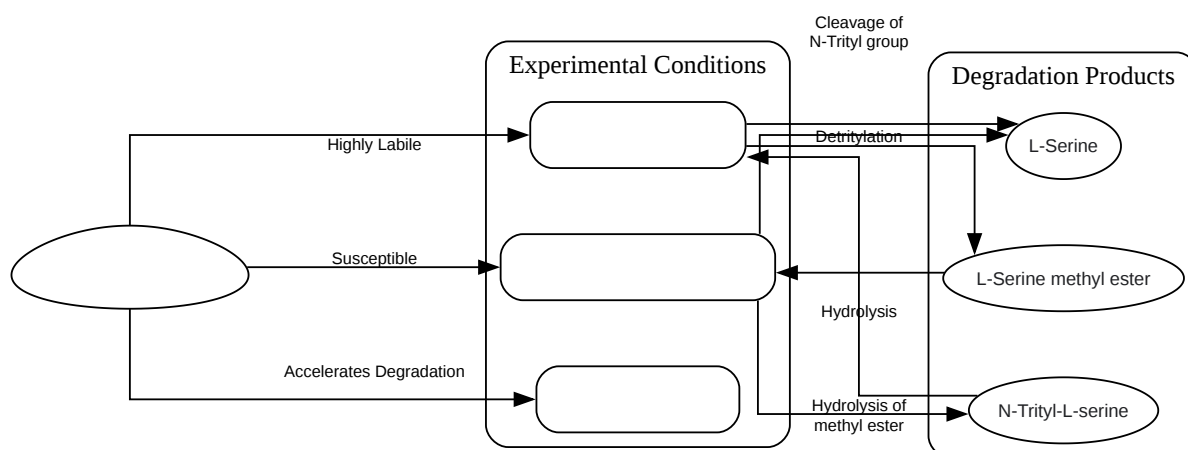 Cleavage of
N-Trityl group
Experimental Conditions
Degradation Products
Highly Labile
Detritylation
L-Serine
Susceptible
L-Serine methyl ester
Hydrolysis
Accelerates Degradation
Hydrolysis of
methyl ester
N-Trityl-L-serine